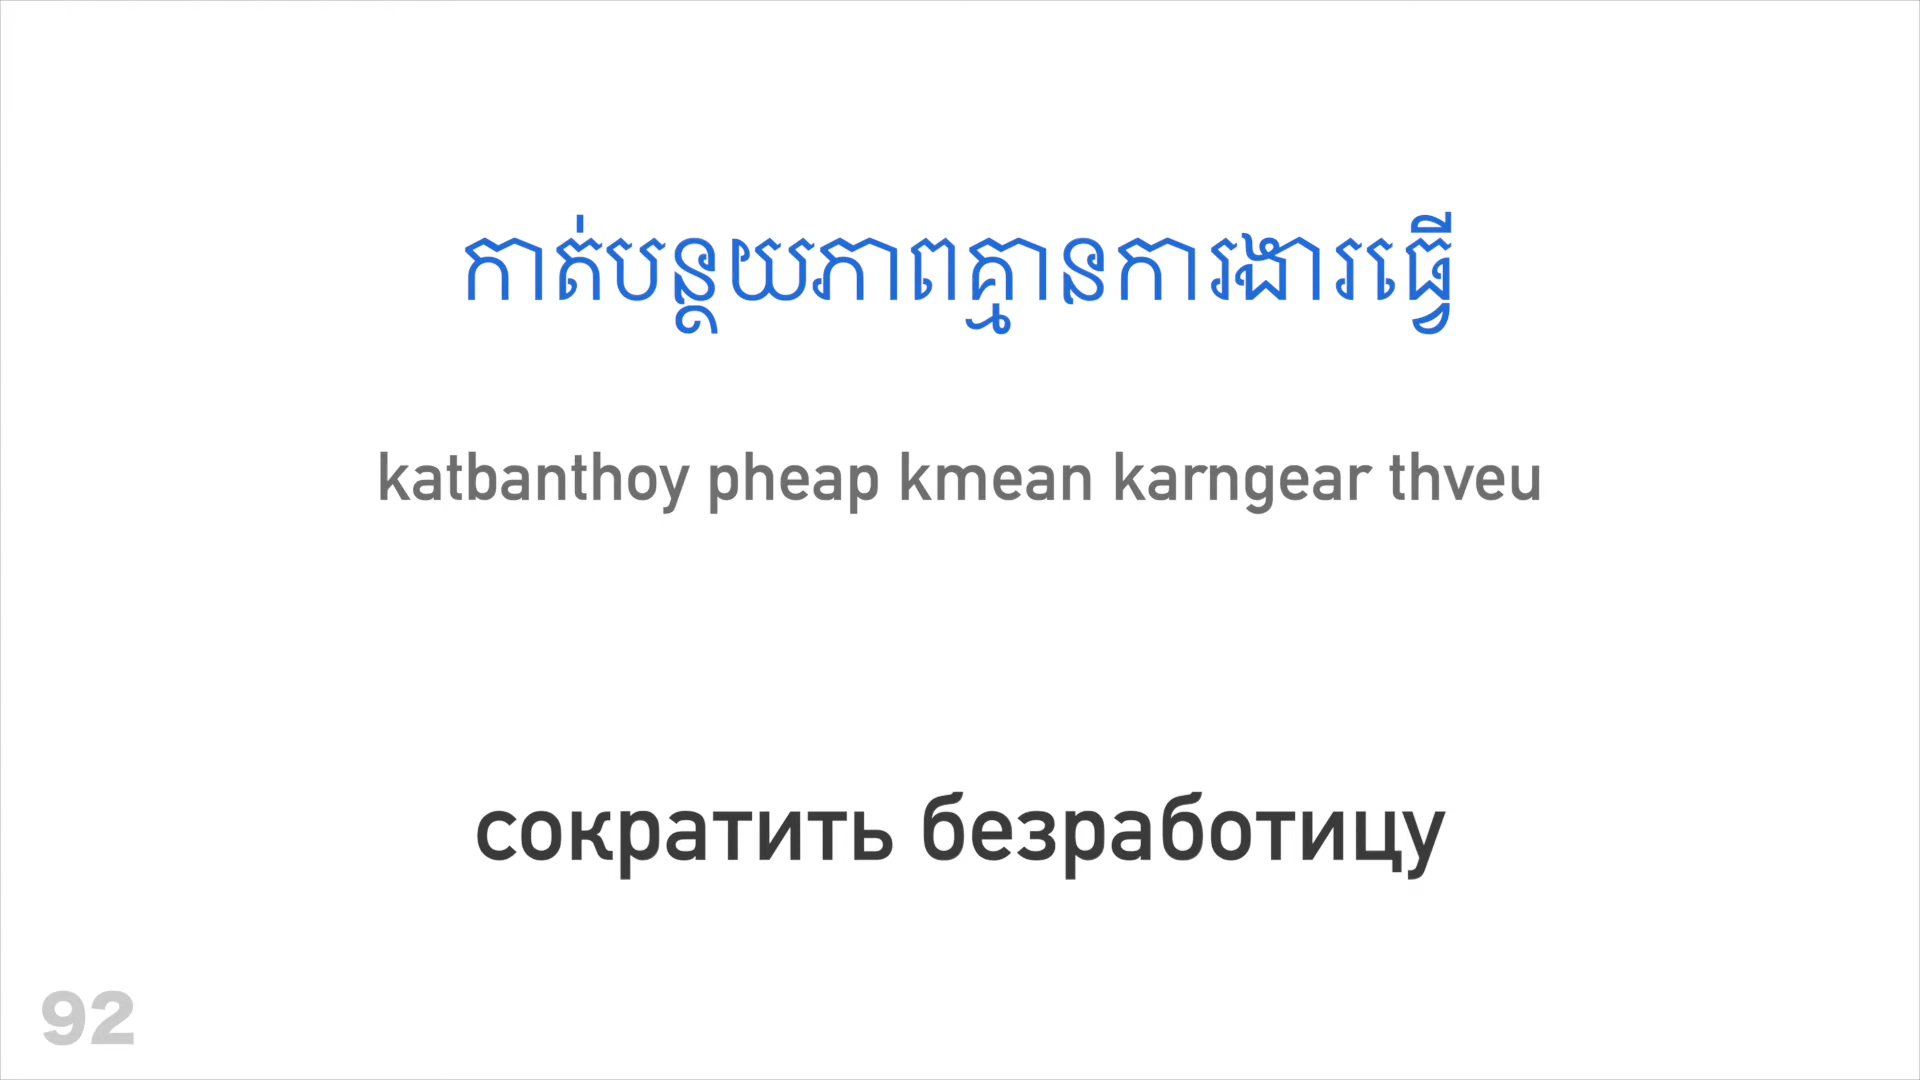 កាត់បន្ថយភាពគ្មានការងារធ្វើ
katbanthoy pheap kmean karngear thveu
сократить безработицу
92